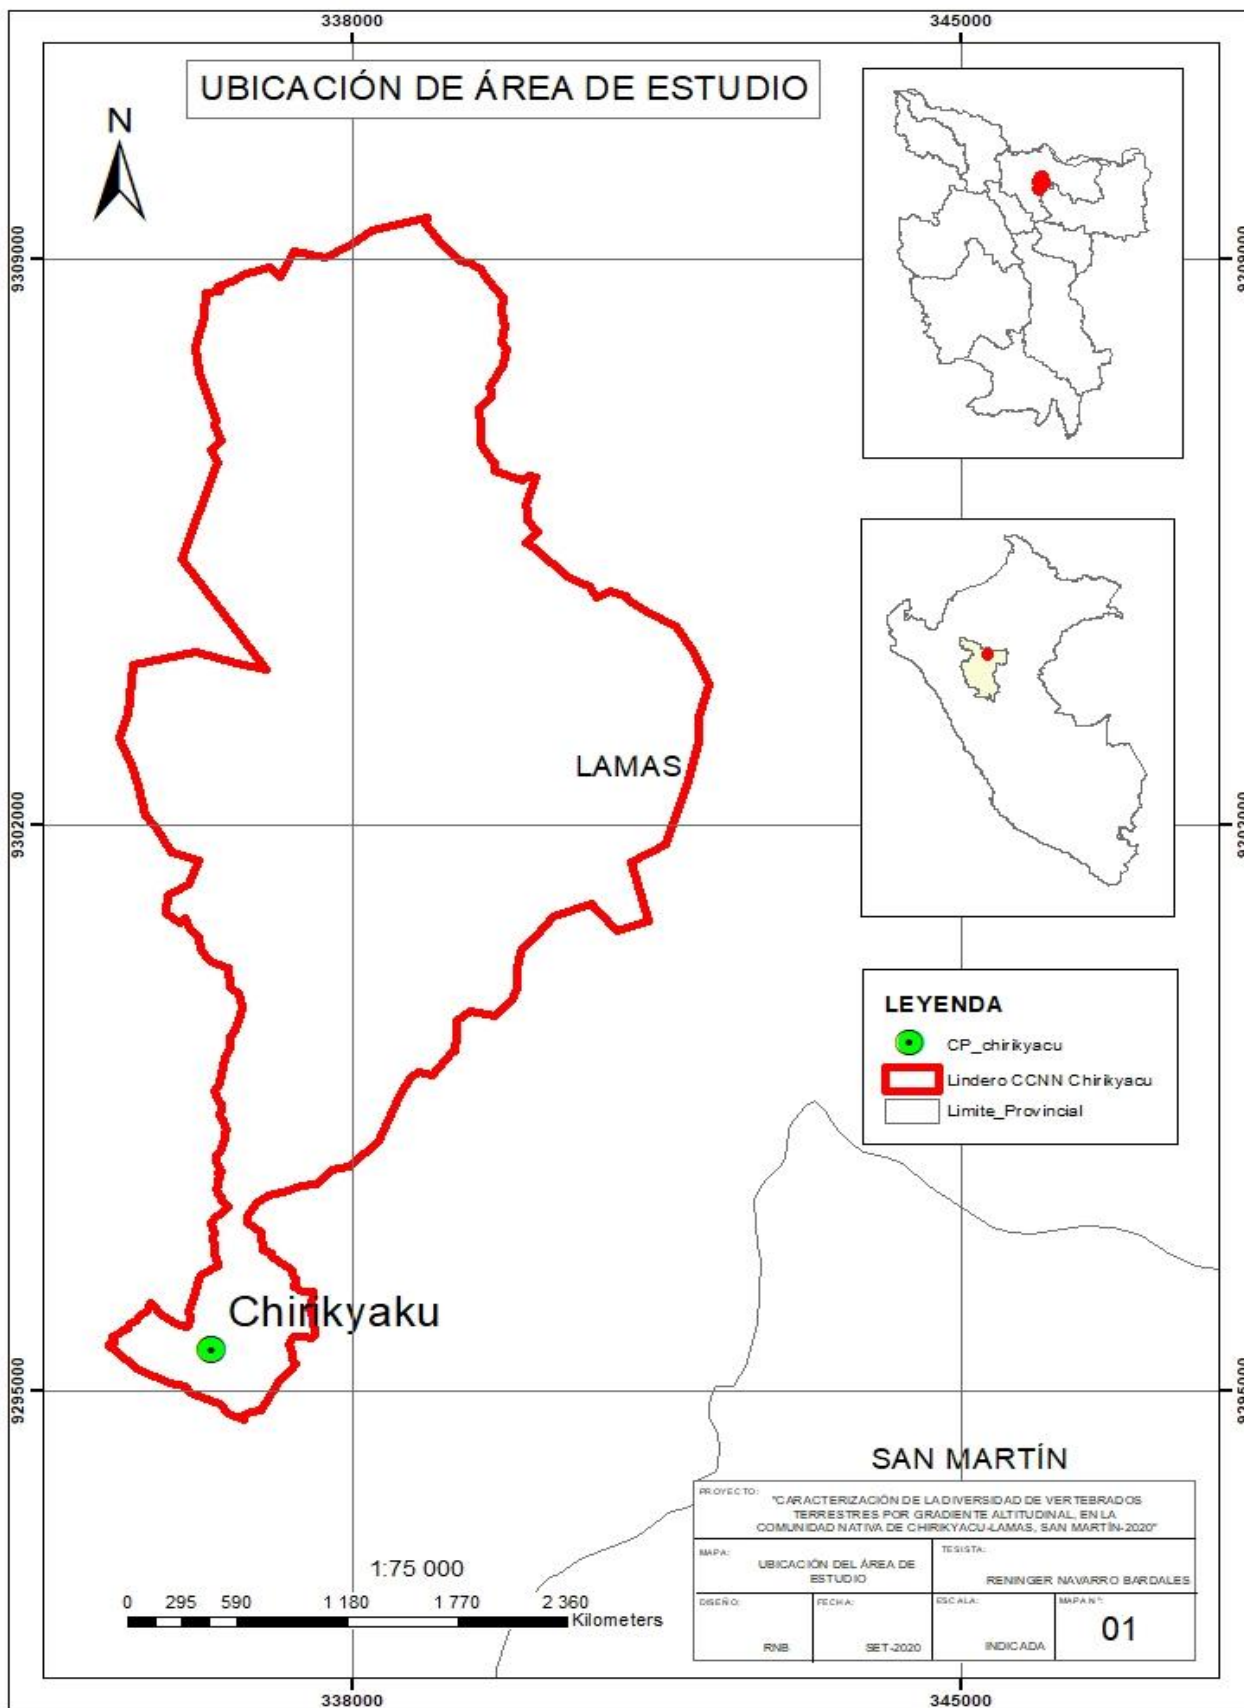 338000
345000
UBICACIÓN DE ÁREA DE ESTUDIO
N
9309000
9309000
LAMAS
9302000
9302000
LEYENDA
CP_chirikyacu
Lindero CCNN Chirikyacu
Limite_Provincial
Chirikyaku
9295000
9295000
SAN MARTÍN
PROYECTO: "CARACTERIZACIÓN DE LA DIVERSIDAD DE VERTEBRADOS
TERRESTRES POR GRADIENTE ALTITUDINAL, EN LA
COMUNIDAD NATIVA DE CHIRIKYACU-LAMAS, SAN MARTÍN-2020"
MAPA: UBICACIÓN DEL ÁREA DE
ESTUDIO
TESISTA:
RENINGER NAVARRO BARDALES
DISEÑO:
RNB
FECHA:
SET-2020
ESCALA:
INDICADA
MAPA N°:
01
1:75 000
0 295 590 1 180 1 770 2 360
Kilometers
338000
345000